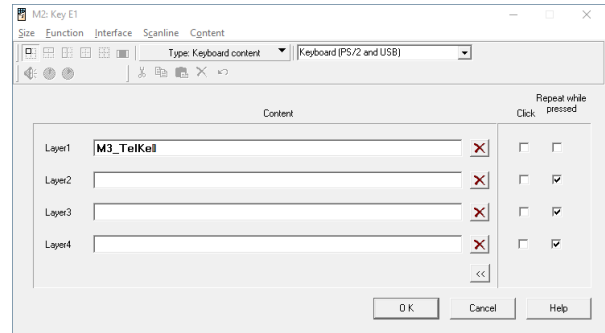 M2: Key E1
Size Function Interface Scanline Content
Type: Keyboard content Keyboard (PS/2 and USB)
Content Click Repeat while pressed
Layer1 M3_TelKe
Layer2
Layer3
Layer4
<<
OK Cancel Help